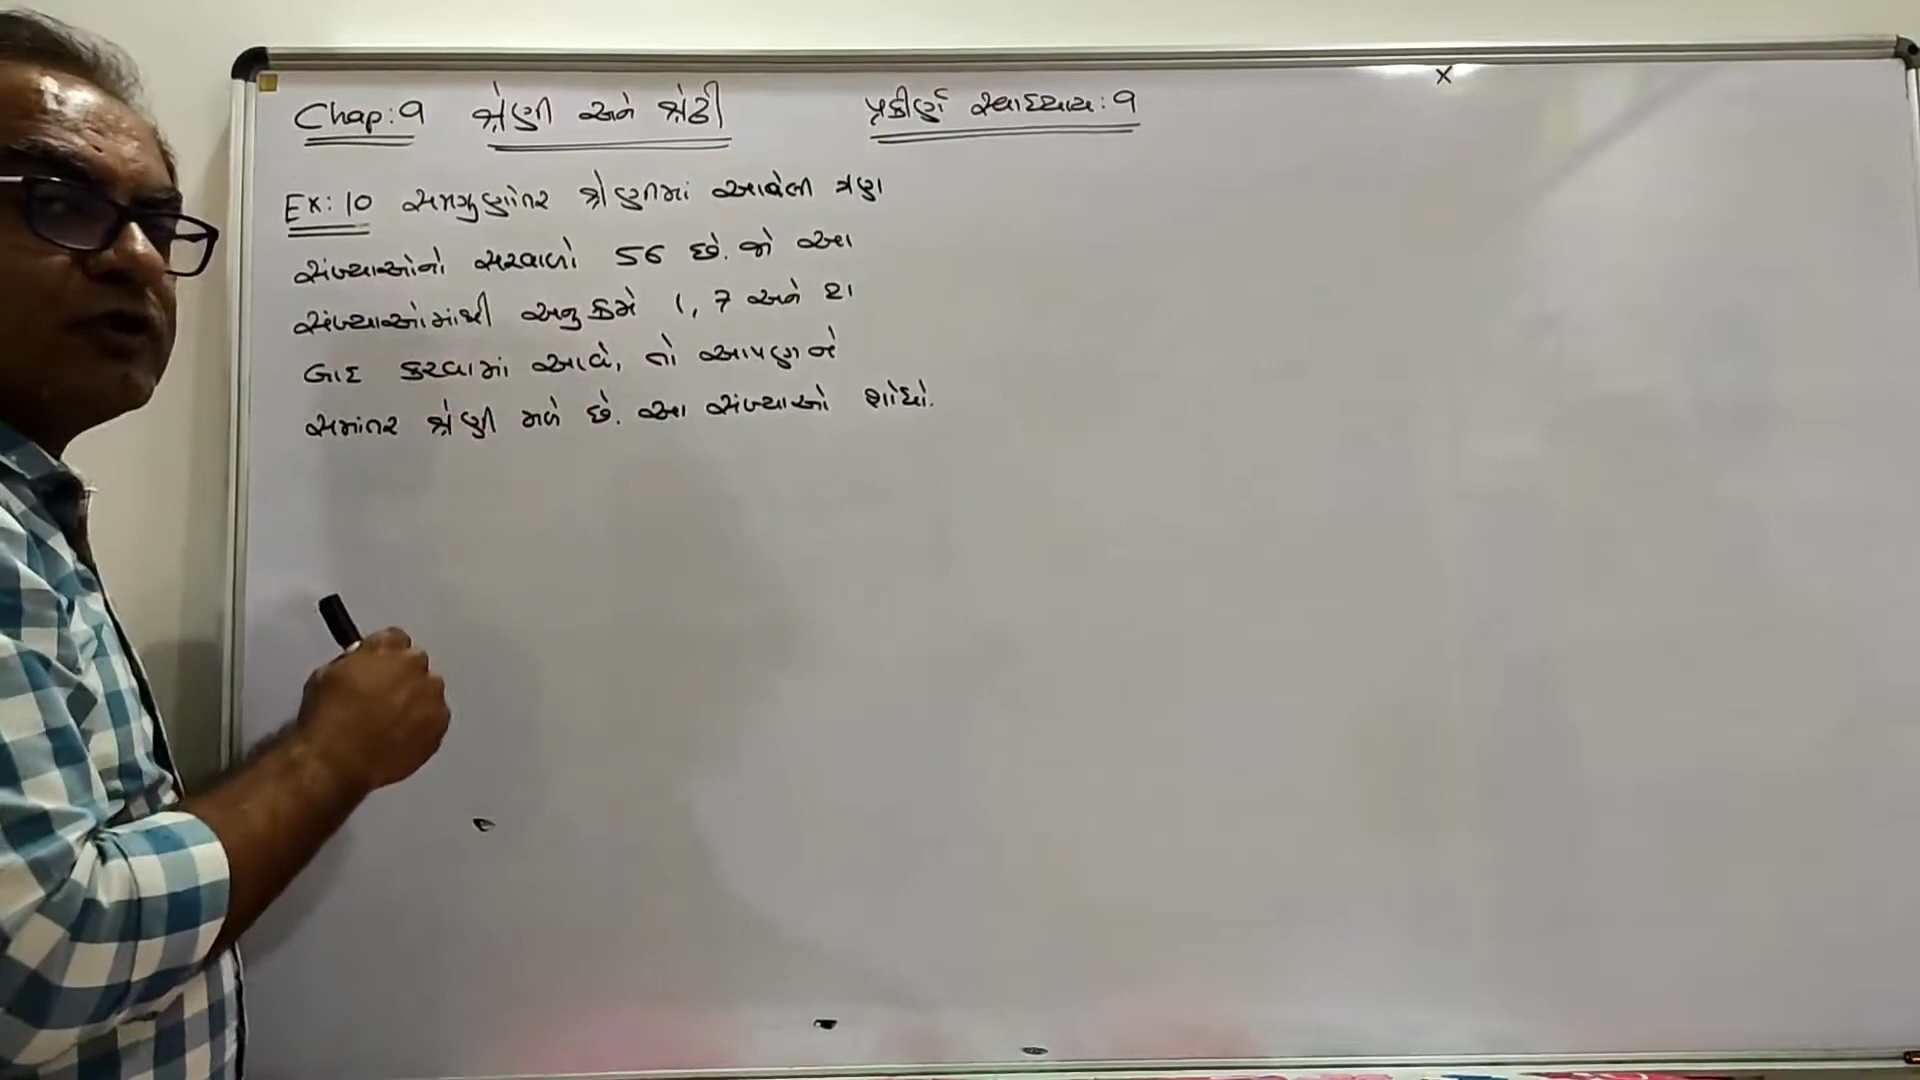 Chap: 9 શ્રેણી અને શ્રેઢી
પ્રકીર્ણ સ્વાધ્યાય: 9
Ex: 10 સમગુણોત્તર શ્રેણીમાં આવેલી ત્રણ
સંખ્યાઓનો સરવાળો 56 છે. જો આ
સંખ્યાઓમાંથી અનુક્રમે 1, 7 અને 21
બાદ કરવામાં આવે, તો આપણને
સમાંતર શ્રેણી મળે છે. આ સંખ્યાઓ શોધો.
x